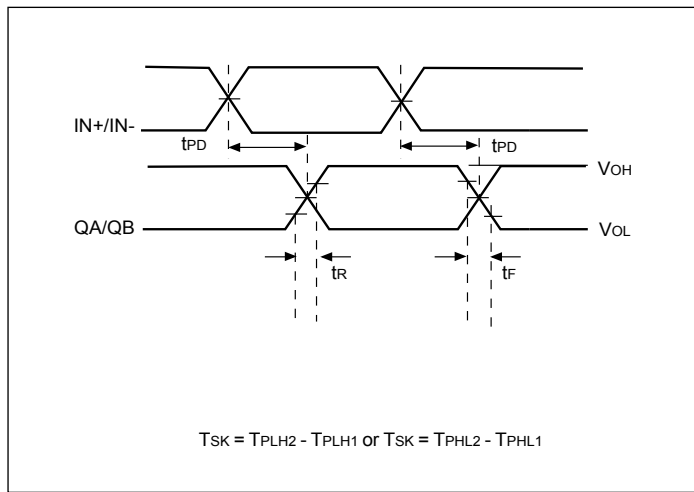 IN+/IN-
tPD
tPD
VOH
QA/QB
VOL
tR
tF
TSK = TPLH2 - TPLH1 or TSK = TPHL2 - TPHL1